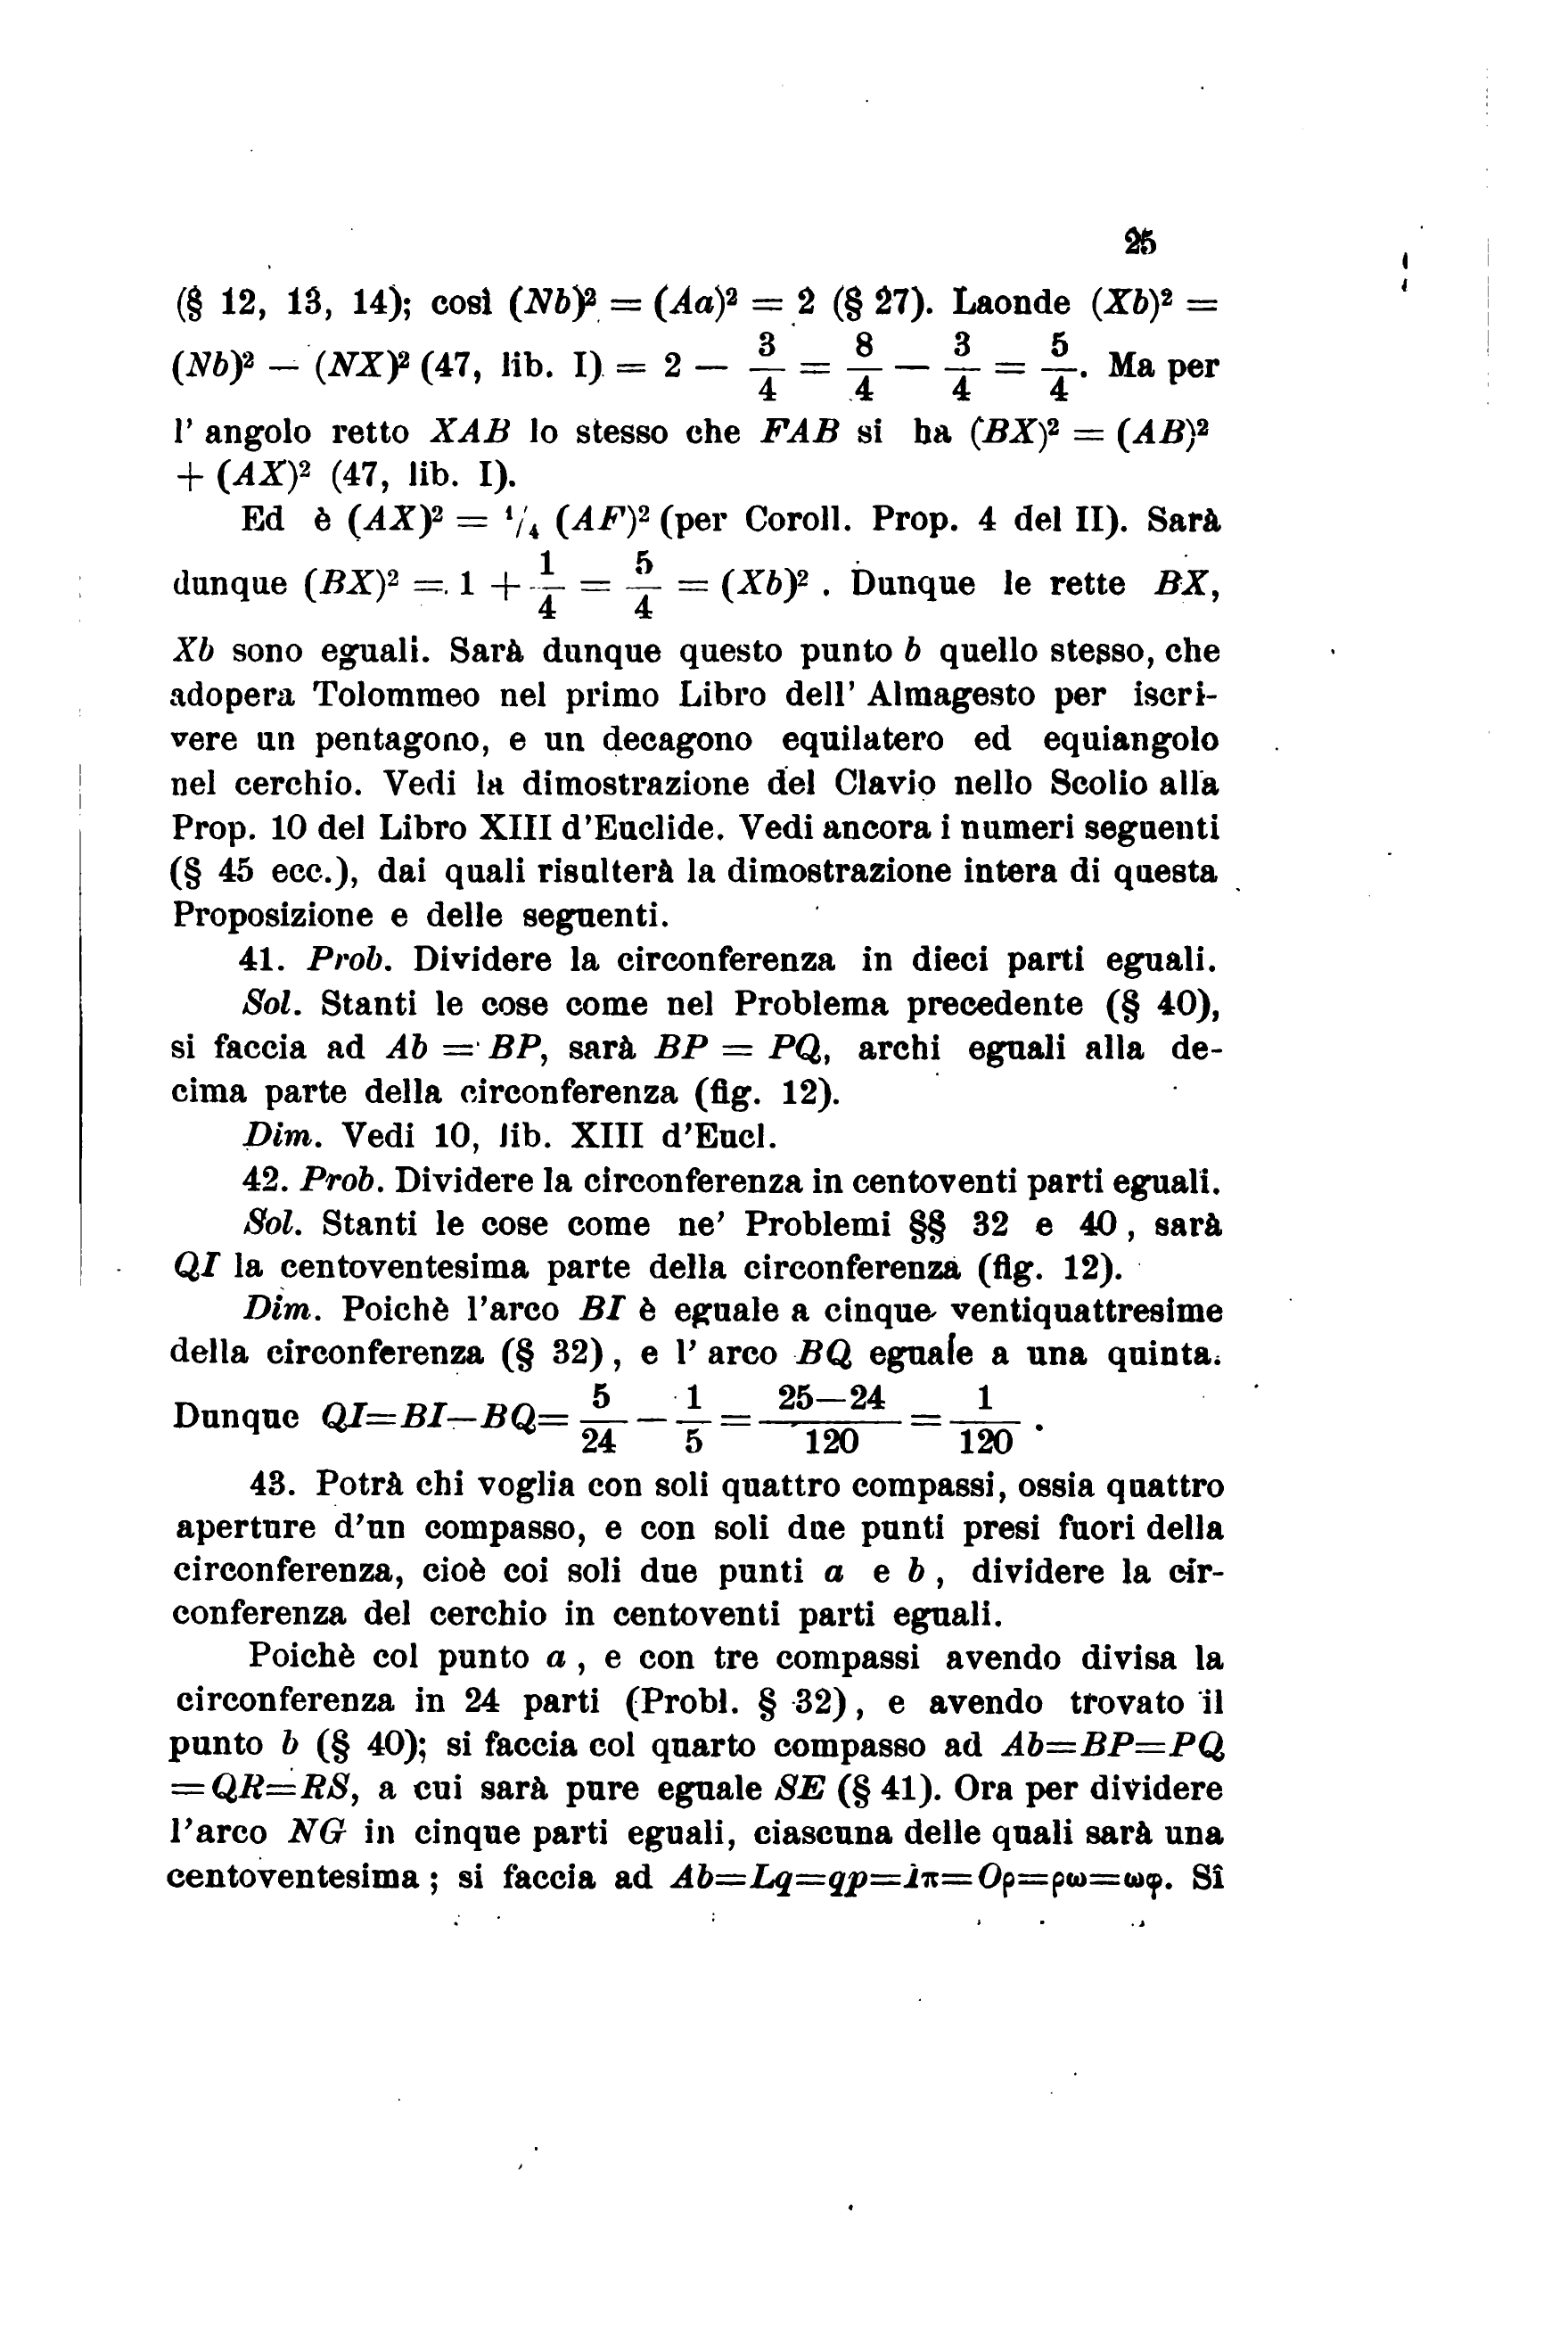 25
(§ 12, 13, 14); così (Nb)² = (Aa)² = 2 (§ 27). Laonde (Xb)² =
(Nb)² — (NX)² (47, lib. I) = 2 — 3/4 = 8/4 — 3/4 = 5/4. Ma per
l' angolo retto XAB lo stesso che FAB si ha (BX)² = (AB)²
+ (AX)² (47, lib. I).
Ed è (AX)² = 1/4 (AF)² (per Coroll. Prop. 4 del II). Sarà
dunque (BX)² = 1 + 1/4 = 5/4 = (Xb)². Dunque le rette BX,
Xb sono eguali. Sarà dunque questo punto b quello stesso, che
adopera Tolommeo nel primo Libro dell' Almagesto per iscri-
vere un pentagono, e un decagono equilatero ed equiangolo
nel cerchio. Vedi la dimostrazione del Clavio nello Scolio alla
Prop. 10 del Libro XIII d'Euclide. Vedi ancora i numeri seguenti
(§ 45 ecc.), dai quali risulterà la dimostrazione intera di questa
Proposizione e delle seguenti.
41. Prob. Dividere la circonferenza in dieci parti eguali.
Sol. Stanti le cose come nel Problema precedente (§ 40),
si faccia ad Ab = BP, sarà BP = PQ, archi eguali alla de-
cima parte della circonferenza (fig. 12).
Dim. Vedi 10, lib. XIII d'Eucl.
42. Prob. Dividere la circonferenza in centoventi parti eguali.
Sol. Stanti le cose come ne' Problemi §§ 32 e 40, sarà
QI la centoventesima parte della circonferenza (fig. 12).
Dim. Poichè l'arco BI è eguale a cinque ventiquattresime
della circonferenza (§ 32), e l' arco BQ eguale a una quinta.
Dunque QI=BI—BQ= 5/24 — 1/5 = 25—24/120 = 1/120.
43. Potrà chi voglia con soli quattro compassi, ossia quattro
aperture d'un compasso, e con soli due punti presi fuori della
circonferenza, cioè coi soli due punti a e b, dividere la cir-
conferenza del cerchio in centoventi parti eguali.
Poichè col punto a, e con tre compassi avendo divisa la
circonferenza in 24 parti (Probl. § 32), e avendo trovato il
punto b (§ 40); si faccia col quarto compasso ad Ab=BP=PQ
=QR=RS, a cui sarà pure eguale SE (§ 41). Ora per dividere
l'arco NG in cinque parti eguali, ciascuna delle quali sarà una
centoventesima; si faccia ad Ab=Lq=qp=iπ=Oρ=ρω=ωφ. Si